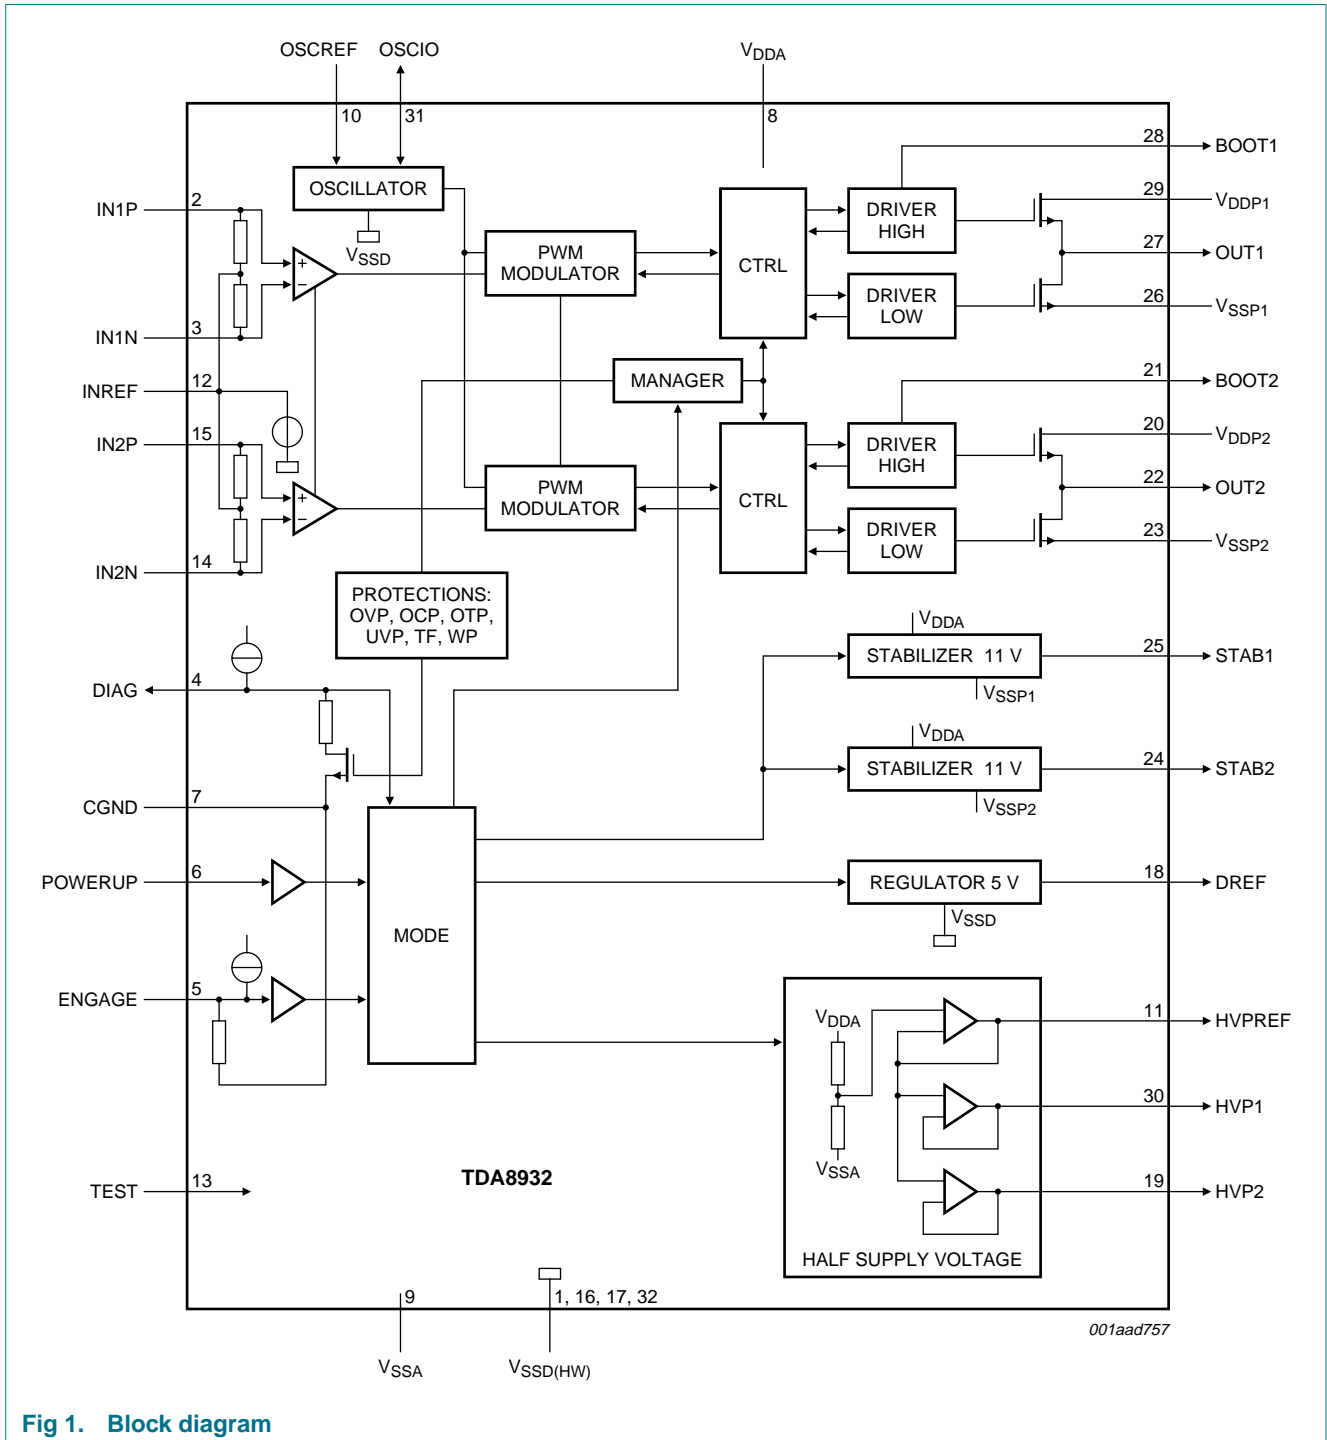 OSCREF OSCIO VDDA
10 31 8
28 BOOT1
OSCILLATOR
VSSD
IN1P 2
+
−
IN1N 3
PWM
MODULATOR
CTRL
DRIVER
HIGH
DRIVER
LOW
29 VDDP1
27 OUT1
26 VSSP1
INREF 12
MANAGER
21 BOOT2
IN2P 15
+
−
IN2N 14
PWM
MODULATOR
CTRL
DRIVER
HIGH
DRIVER
LOW
20 VDDP2
22 OUT2
23 VSSP2
PROTECTIONS:
OVP, OCP, OTP,
UVP, TF, WP
VDDA
STABILIZER 11 V
VSSP1
25 STAB1
DIAG 4
VDDA
STABILIZER 11 V
VSSP2
24 STAB2
CGND 7
POWERUP 6
MODE
REGULATOR 5 V
VSSD
18 DREF
ENGAGE 5
VDDA
VSSA
HALF SUPPLY VOLTAGE
11 HVPREF
30 HVP1
19 HVP2
TEST 13
TDA8932
9
1, 16, 17, 32
001aad757
VSSA VSSD(HW)
Fig 1. Block diagram